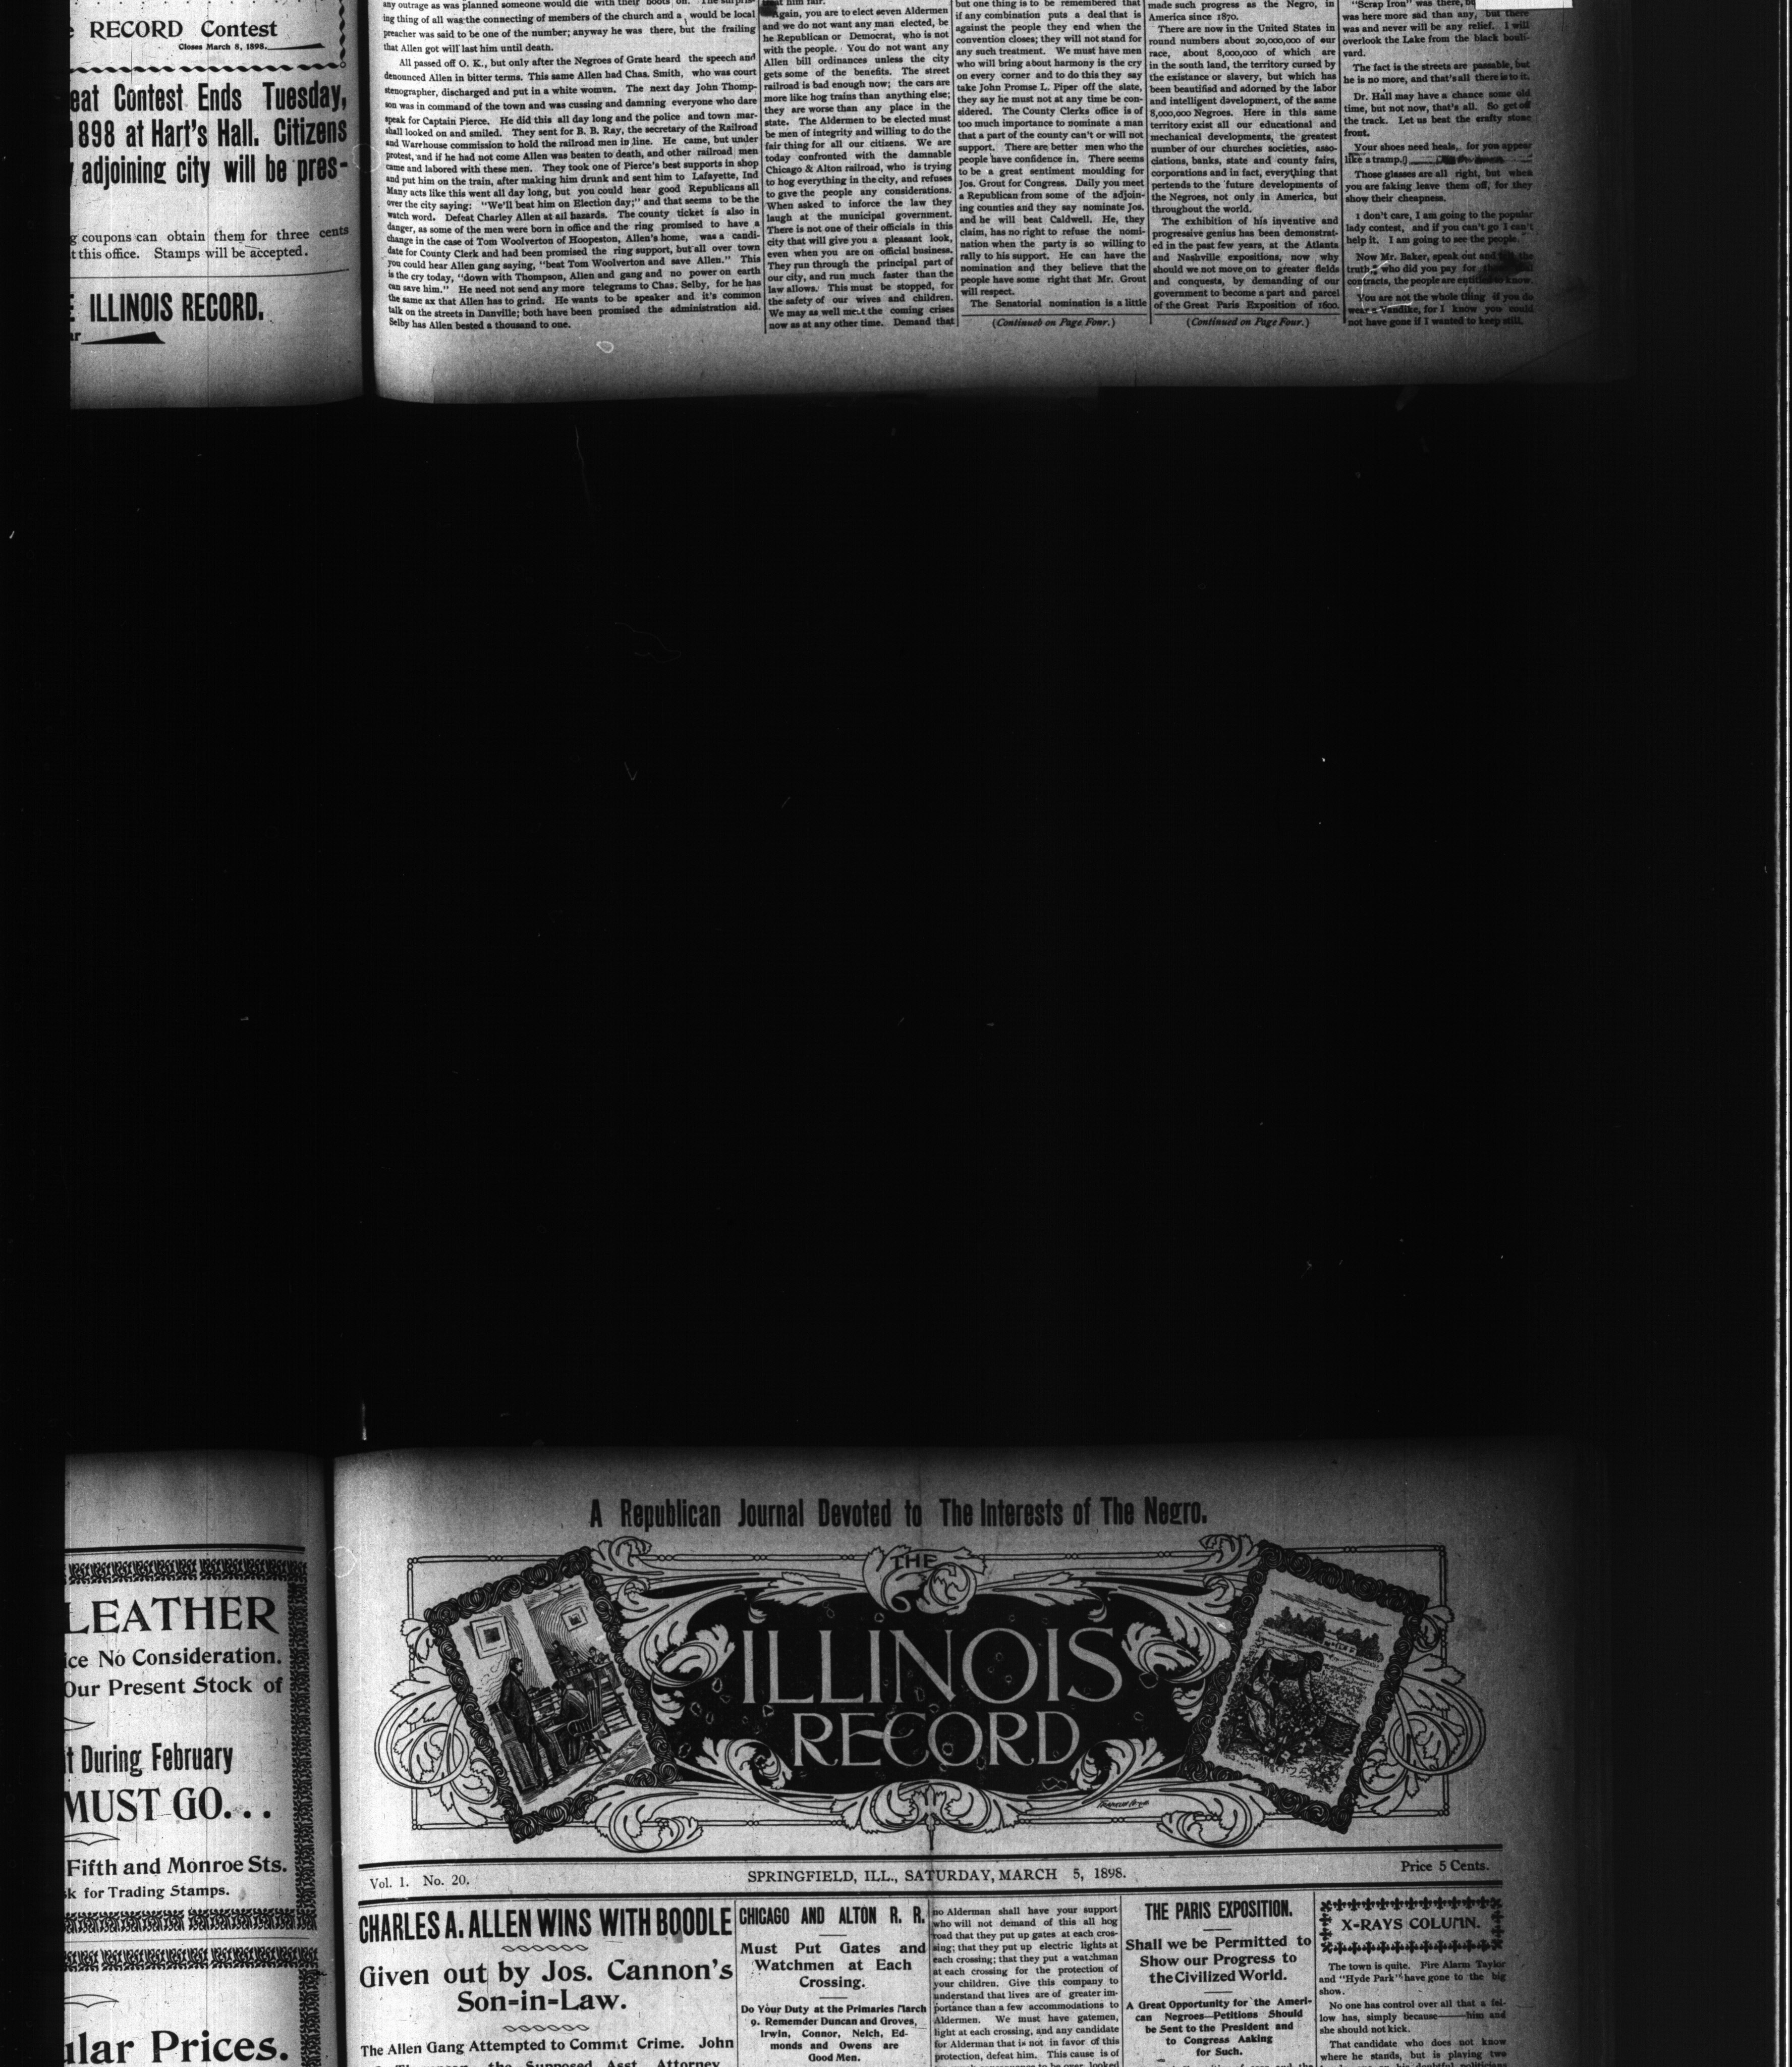 RECORD Contest
Closes March 8, 1898.
eat Contest Ends Tuesday,
1898 at Hart's Hall. Citizens
adjoining city will be pres-
g coupons can obtain them for three cents
t this office. Stamps will be accepted.
ILLINOIS RECORD.
any outrage as was planned someone would die with their boots on. The surpris-
ing thing of all was the connecting of members of the church and a would be local
preacher was said to be one of the number; anyway he was there, but the frailing
that Allen got will last him until death.
All passed off O. K., but only after the Negroes of Grate heard the speech and
denounced Allen in bitter terms. This same Allen had Chas. Smith, who was court
stenographer, discharged and put in a white women. The next day John Thomp-
son was in command of the town and was cussing and damning everyone who dare
speak for Captain Pierce. He did this all day long and the police and town mar-
shall looked on and smiled. They sent for B. B. Ray, the secretary of the Railroad
and Warehouse commission to hold the railroad men in line. He came, but under
protest, and if he had not come Allen was beaten to death, and other railroad men
came and labored with these men. They took one of Pierce's best supports in shop
and put him on the train, after making him drunk and sent him to Lafayette, Ind
Many acts like this went all day long, but you could hear good Republicans all
over the city saying: "We'll beat him on Election day;" and that seems to be the
watch word. Defeat Charley Allen at all hazards. The county ticket is also in
danger, as some of the men were born in office and the ring promised to have a
change in the case of Tom Woolverton of Hoopeston, Allen's home, was a candi-
date for County Clerk and had been promised the ring support, but all over town
you could hear Allen gang saying, "beat Tom Woolverton and save Allen." This
is the cry today, "down with Thompson, Allen and gang and no power on earth
can save him." He need not send any more telegrams to Chas. Selby, for he has
the same ax that Allen has to grind. He wants to be speaker and it's common
talk on the streets in Danville; both have been promised the administration aid.
Selby has Allen bested a thousand to one.
him fair.
Again, you are to elect seven Aldermen
and we do not want any man elected, be
he Republican or Democrat, who is not
with the people. You do not want any
Allen bill ordinances unless the city
gets some of the benefits. The street
railroad is bad enough now; the cars are
more like hog trains than anything else;
they are worse than any place in the
state. The Aldermen to be elected must
be men of integrity and willing to do the
fair thing for all our citizens. We are
today confronted with the damnable
Chicago & Alton railroad, who is trying
to hog everything in the city, and refuses
to give the people any considerations.
When asked to inforce the law they
laugh at the municipal government.
There is not one of their officials in this
city that will give you a pleasant look,
even when you are on official business.
They run through the principal part of
our city, and run much faster than the
law allows. This must be stopped, for
the safety of our wives and children.
We may as well meet the coming crises
now as at any other time. Demand that
but one thing is to be remembered that
if any combination puts a deal that is
against the people they end when the
convention closes; they will not stand for
any such treatment. We must have men
who will bring about harmony is the cry
on every corner and to do this they say
take John Promse L. Piper off the slate,
they say he must not at any time be con-
sidered. The County Clerks office is of
too much importance to nominate a man
that a part of the county can't or will not
support. There are better men who the
people have confidence in. There seems
to be a great sentiment moulding for
Jos. Grout for Congress. Daily you meet
a Republican from some of the adjoin-
ing counties and they say nominate Jos.
and he will beat Caldwell. He, they
claim, has no right to refuse the nomi-
nation when the party is so willing to
rally to his support. He can have the
nomination and they believe that the
people have some right that Mr. Grout
will respect.
The Senatorial nomination is a little
(Continueb on Page Four.)
made such progress as the Negro, in
America since 1870.
There are now in the United States in
round numbers about 20,000,000 of our
race, about 8,000,000 of which are
in the south land, the territory cursed by
the existance or slavery, but which has
been beautified and adorned by the labor
and intelligent davelopment, of the same
8,000,000 Negroes. Here in this same
territory exist all our educational and
mechanical developments, the greatest
number of our churches societies, asso-
ciations, banks, state and county fairs,
corporations and in fact, everything that
pertends to the future developments of
the Negroes, not only in America, but
throughout the world.
The exhibition of his inventive and
progressive genius has been demonstrat-
ed in the past few years, at the Atlanta
and Nashville expositions, now why
should we not move on to greater fields
and conquests, by demanding of our
government to become a part and parcel
of the Great Paris Exposition of 1600.
(Continued on Page Four.)
"Scrap Iron" was there,
was here more sad than any, but there
was and never will be any relief. I will
overlook the Lake from the black boule-
vard.
The fact is the streets are passable, but
he is no more, and that's all there is to it.
Dr. Hall may have a chance some old
time, but not now, that's all. So get off
the track. Let us beat the crafty stone
front.
Your shoes need heals, for you appear
like a tramp.
Those glasses are all right, but when
you are faking leave them off, for they
show their cheapness.
I don't care, I am going to the popular
lady contest, and if you can't go I can't
help it. I am going to see the people.
Now Mr. Baker, speak out and tell the
truth; who did you pay for
contracts, the people are entitled to know.
You are not the whole thing if you do
wear a Vandike, for I know you could
not have gone if I wanted to keep still.
LEATHER
ice No Consideration.
Our Present Stock of
t During February
MUST GO...
Fifth and Monroe Sts.
k for Trading Stamps.
ular Prices.
A Republican Journal Devoted to The Interests of The Negro.
THE
ILLINOIS
RECORD
Vol. 1. No. 20. SPRINGFIELD, ILL., SATURDAY, MARCH 5, 1898. Price 5 Cents.
CHARLES A. ALLEN WINS WITH BOODLE
Given out by Jos. Cannon's
Son-in-Law.
The Allen Gang Attempted to Commit Crime. John
the Supposed Asst. Attorney
CHICAGO AND ALTON R. R.
Must Put Gates and
Watchmen at Each
Crossing.
Do Your Duty at the Primaries March
9. Rememder Duncan and Groves,
Irwin, Connor, Nelch, Ed-
monds and Owens are
Good Men.
no Alderman shall have your support
who will not demand of this all hog
road that they put up gates at each cros-
sing; that they put up electric lights at
each crossing; that they put a watchman
at each crossing for the protection of
your children. Give this company to
understand that lives are of greater im-
portance than a few accommodations to
Aldermen. We must have gatemen,
light at each crossing, and any candidate
for Alderman that is not in favor of this
protection, defeat him. This cause is of
THE PARIS EXPOSITION.
Shall we be Permitted to
Show our Progress to
the Civilized World.
A Great Opportunity for the Ameri-
can Negroes—Petitions Should
be Sent to the President and
to Congress Asking
for Such.
X-RAYS COLUMN.
The town is quite. Fire Alarm Taylor
and "Hyde Park" have gone to the big
show.
No one has control over all that a fel-
low has, simply because——him and
she should not kick.
That candidate who does not know
where he stands, but is playing two